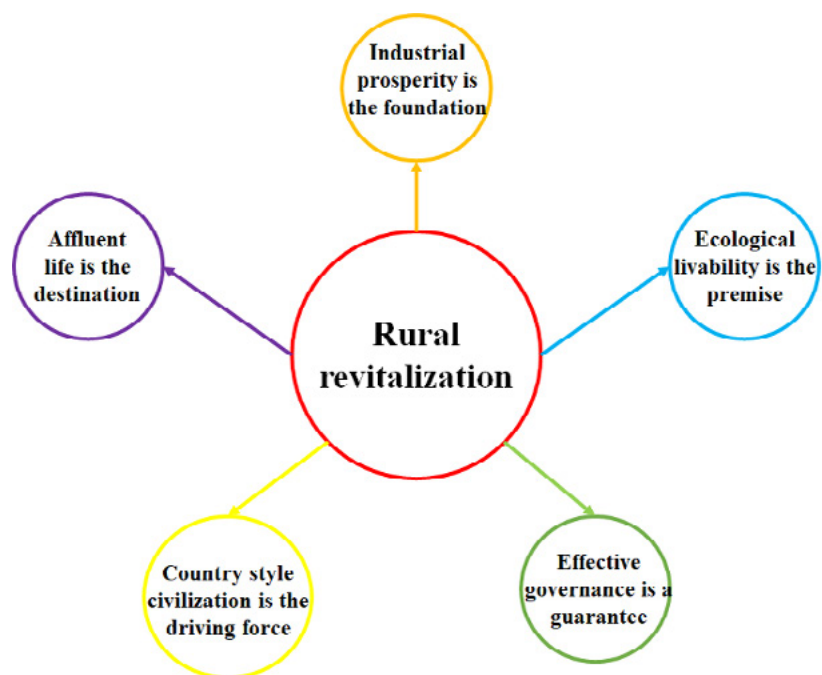 Industrial
prosperity is
the foundation
Affluent
life is the
destination
Ecological
livability is the
premise
Rural
revitalization
Country style
civilization is the
driving force
Effective
governance is a
guarantee